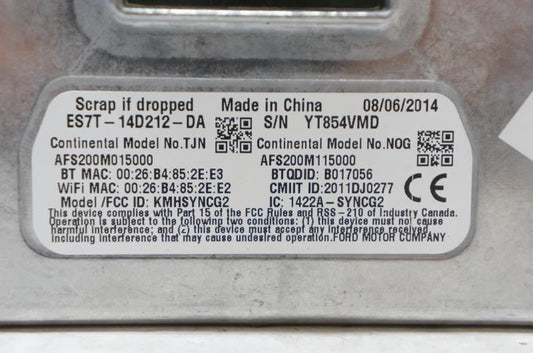 Scrap if dropped Made in China 08/06/2014
ES7T-14D212-DA S/N YT854VMD
Continental Model No.TJN Continental Model No.NOG
AFS200M015000 AFS200M115000
BT MAC: 00:26:B4:85:2E:E3 BTQDID: B017056
WiFi MAC: 00:26:B4:85:2E:E2 CMIIT ID:2011DJ0277 CE
Model /FCC ID: KMHSYNCG2 IC: 1422A-SYNCG2
This device complies with Part 15 of the FCC Rules and RSS-210 of Industry Canada.
Operation is subject to the following two conditions: (1) this device must not cause
harmful interference; and (2) this device must accept any interference received,
including interference that may cause undesired operation.FORD MOTOR COMPANY